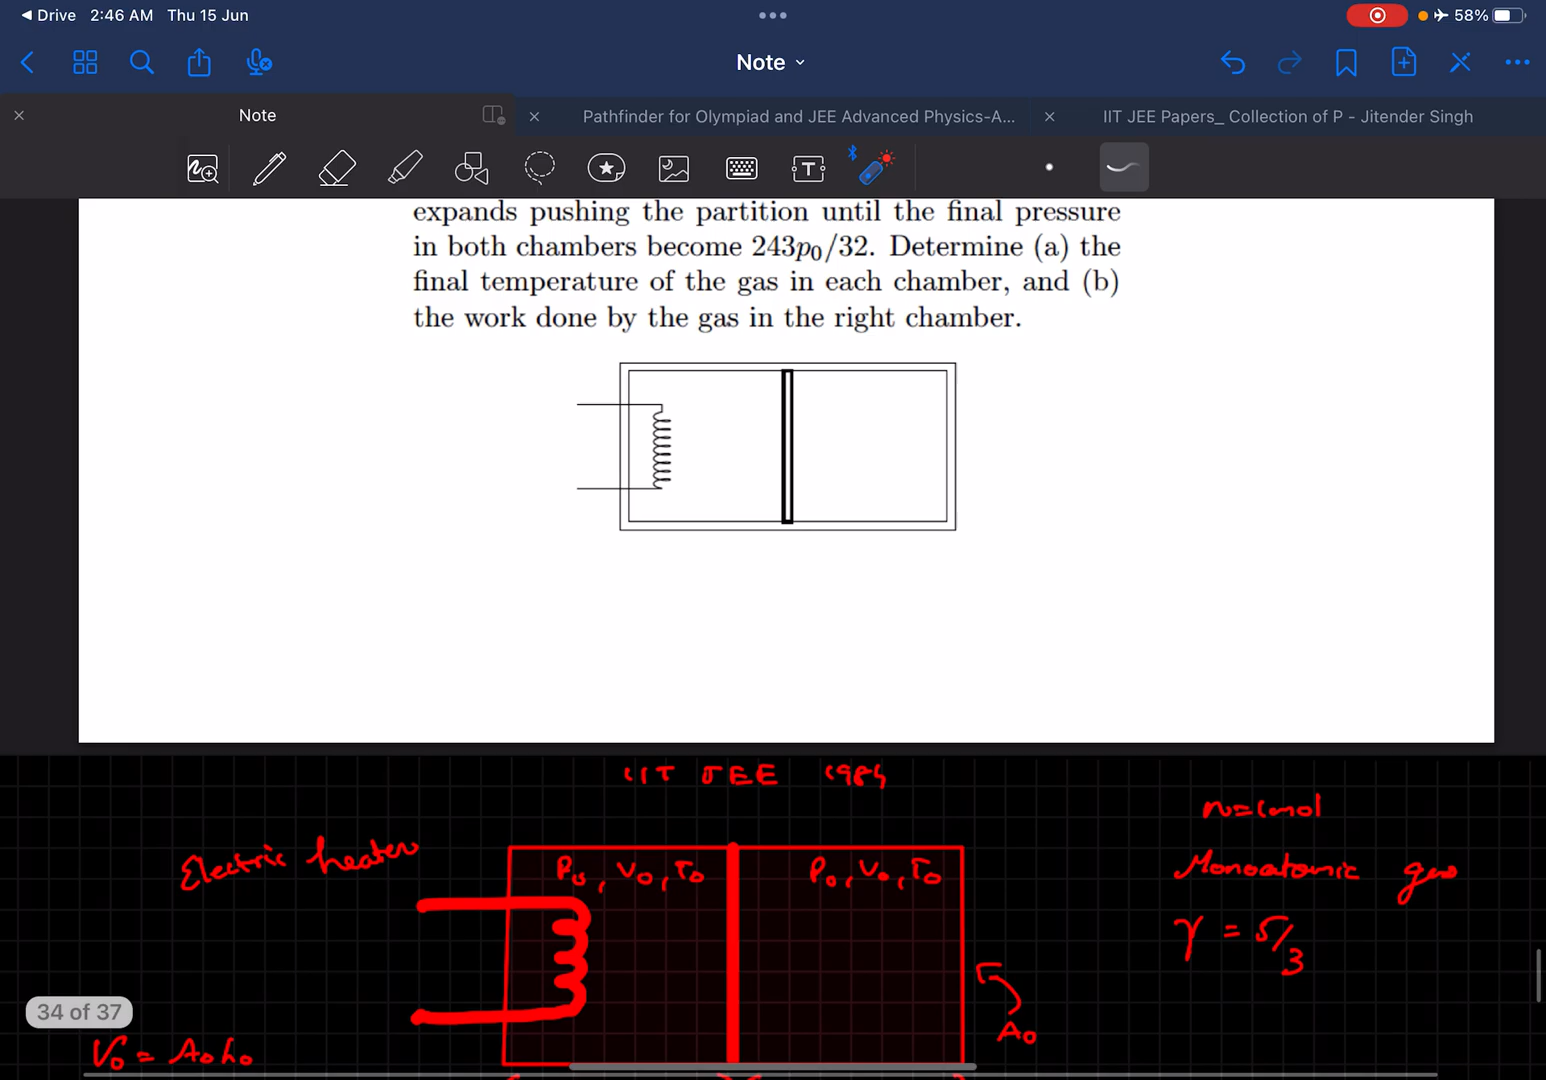 ◀ Drive 2:46 AM Thu 15 Jun
58%
Note
Note
Pathfinder for Olympiad and JEE Advanced Physics-A...
IIT JEE Papers_ Collection of P - Jitender Singh
T
expands pushing the partition until the final pressure
in both chambers become 243p₀/32. Determine (a) the
final temperature of the gas in each chamber, and (b)
the work done by the gas in the right chamber.
IIT JEE 1984
n=1mol
Electric heater
P₀, V₀, T₀
P₀, V₀, T₀
Monoatomic gas
γ = 5/3
A₀
34 of 37
V₀ = A₀h₀